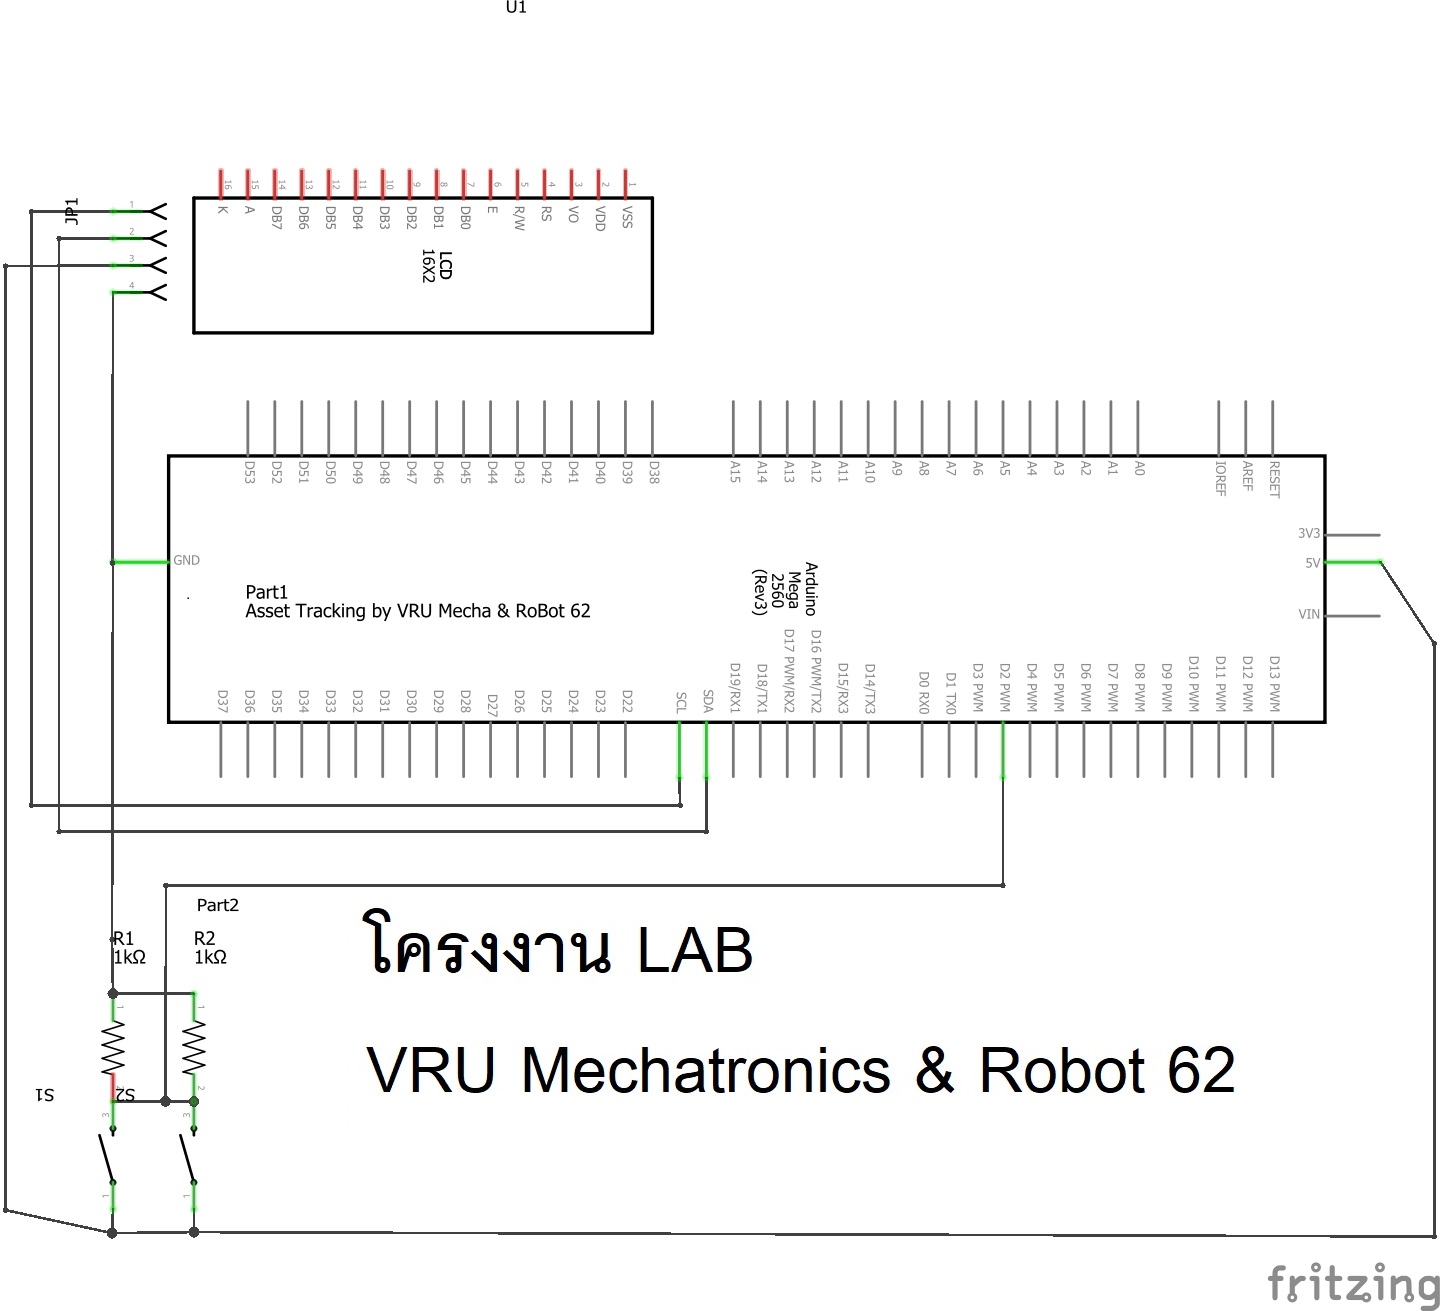 U1
16 15 14 13 12 11 10 9 8 7 6 5 4 3 2 1
K A DB7 DB6 DB5 DB4 DB3 DB2 DB1 DB0 E R/W RS VO VDD VSS
JP1
1
2
3
4
LCD
16X2
D53 D52 D51 D50 D49 D48 D47 D46 D45 D44 D43 D42 D41 D40 D39 D38 A15 A14 A13 A12 A11 A10 A9 A8 A7 A6 A5 A4 A3 A2 A1 A0 IOREF AREF RESET
3V3
GND
5V
VIN
Part1
Asset Tracking by VRU Mecha & RoBot 62
Arduino
Mega
2560
(Rev3)
D37 D36 D35 D34 D33 D32 D31 D30 D29 D28 D27 D26 D25 D24 D23 D22 SCL SDA D19/RX1 D18/TX1 D17 PWM/RX2 D16 PWM/TX2 D15/RX3 D14/TX3 D0 RX0 D1 TX0 D3 PWM D2 PWM D4 PWM D5 PWM D6 PWM D7 PWM D8 PWM D9 PWM D10 PWM D11 PWM D12 PWM D13 PWM
Part2
R1
1kΩ
R2
1kΩ
โครงงาน LAB
1 1
VRU Mechatronics & Robot 62
2
S1 S2
3 3
1 1
fritzing